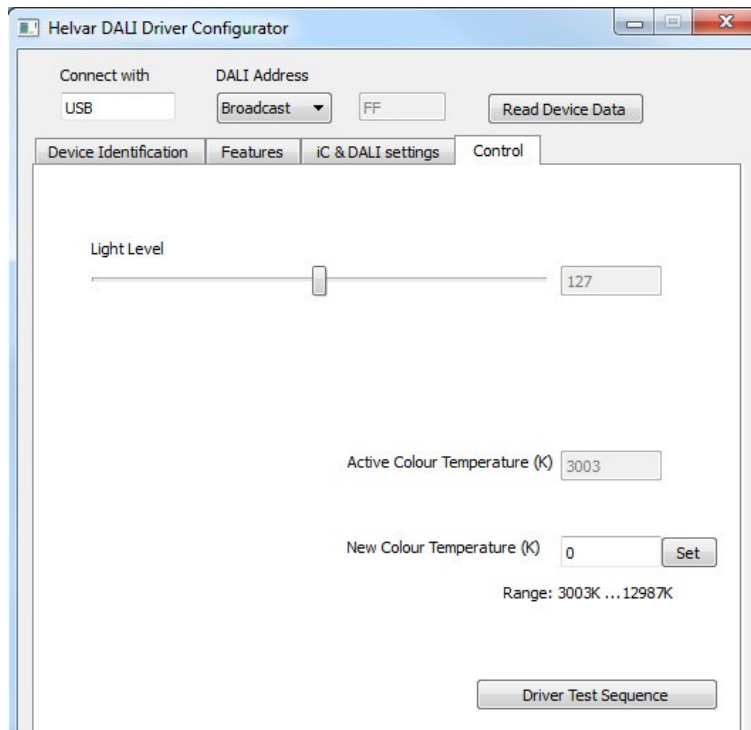 Helvar DALI Driver Configurator
Connect with DALI Address
USB Broadcast FF Read Device Data
Device Identification Features iC & DALI settings Control
Light Level
127
Active Colour Temperature (K) 3003
New Colour Temperature (K) 0 Set
Range: 3003K ...12987K
Driver Test Sequence